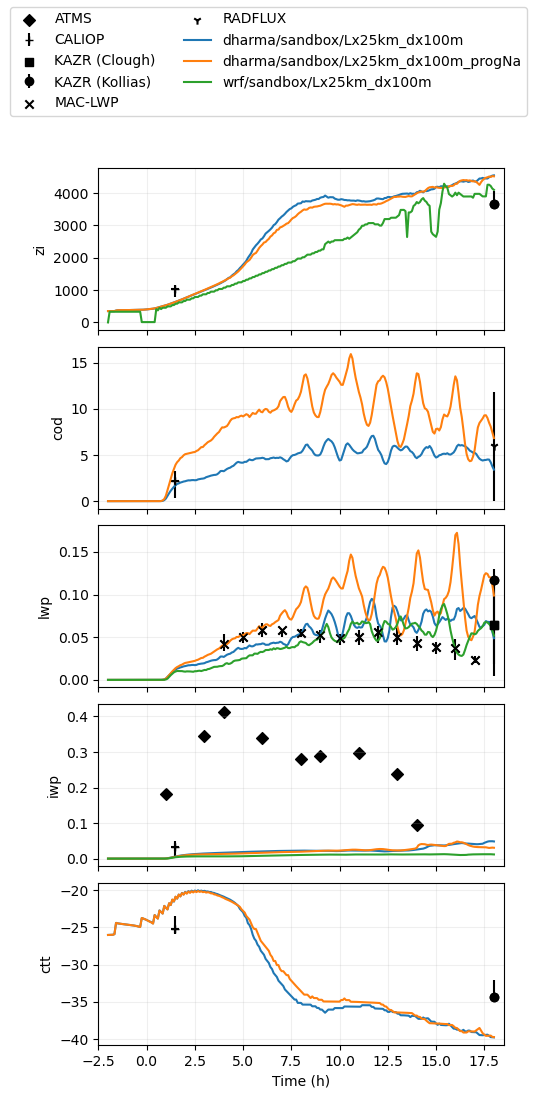 ATMS
CALIOP
KAZR (Clough)
KAZR (Kollias)
MAC-LWP
RADFLUX
dharma/sandbox/Lx25km_dx100m
dharma/sandbox/Lx25km_dx100m_progNa
wrf/sandbox/Lx25km_dx100m
4000
3000
2000
1000
0
zi
15
10
5
0
cod
0.15
0.10
0.05
0.00
lwp
0.4
0.3
0.2
0.1
0.0
iwp
−20
−25
−30
−35
−40
ctt
−2.5 0.0 2.5 5.0 7.5 10.0 12.5 15.0 17.5
Time (h)